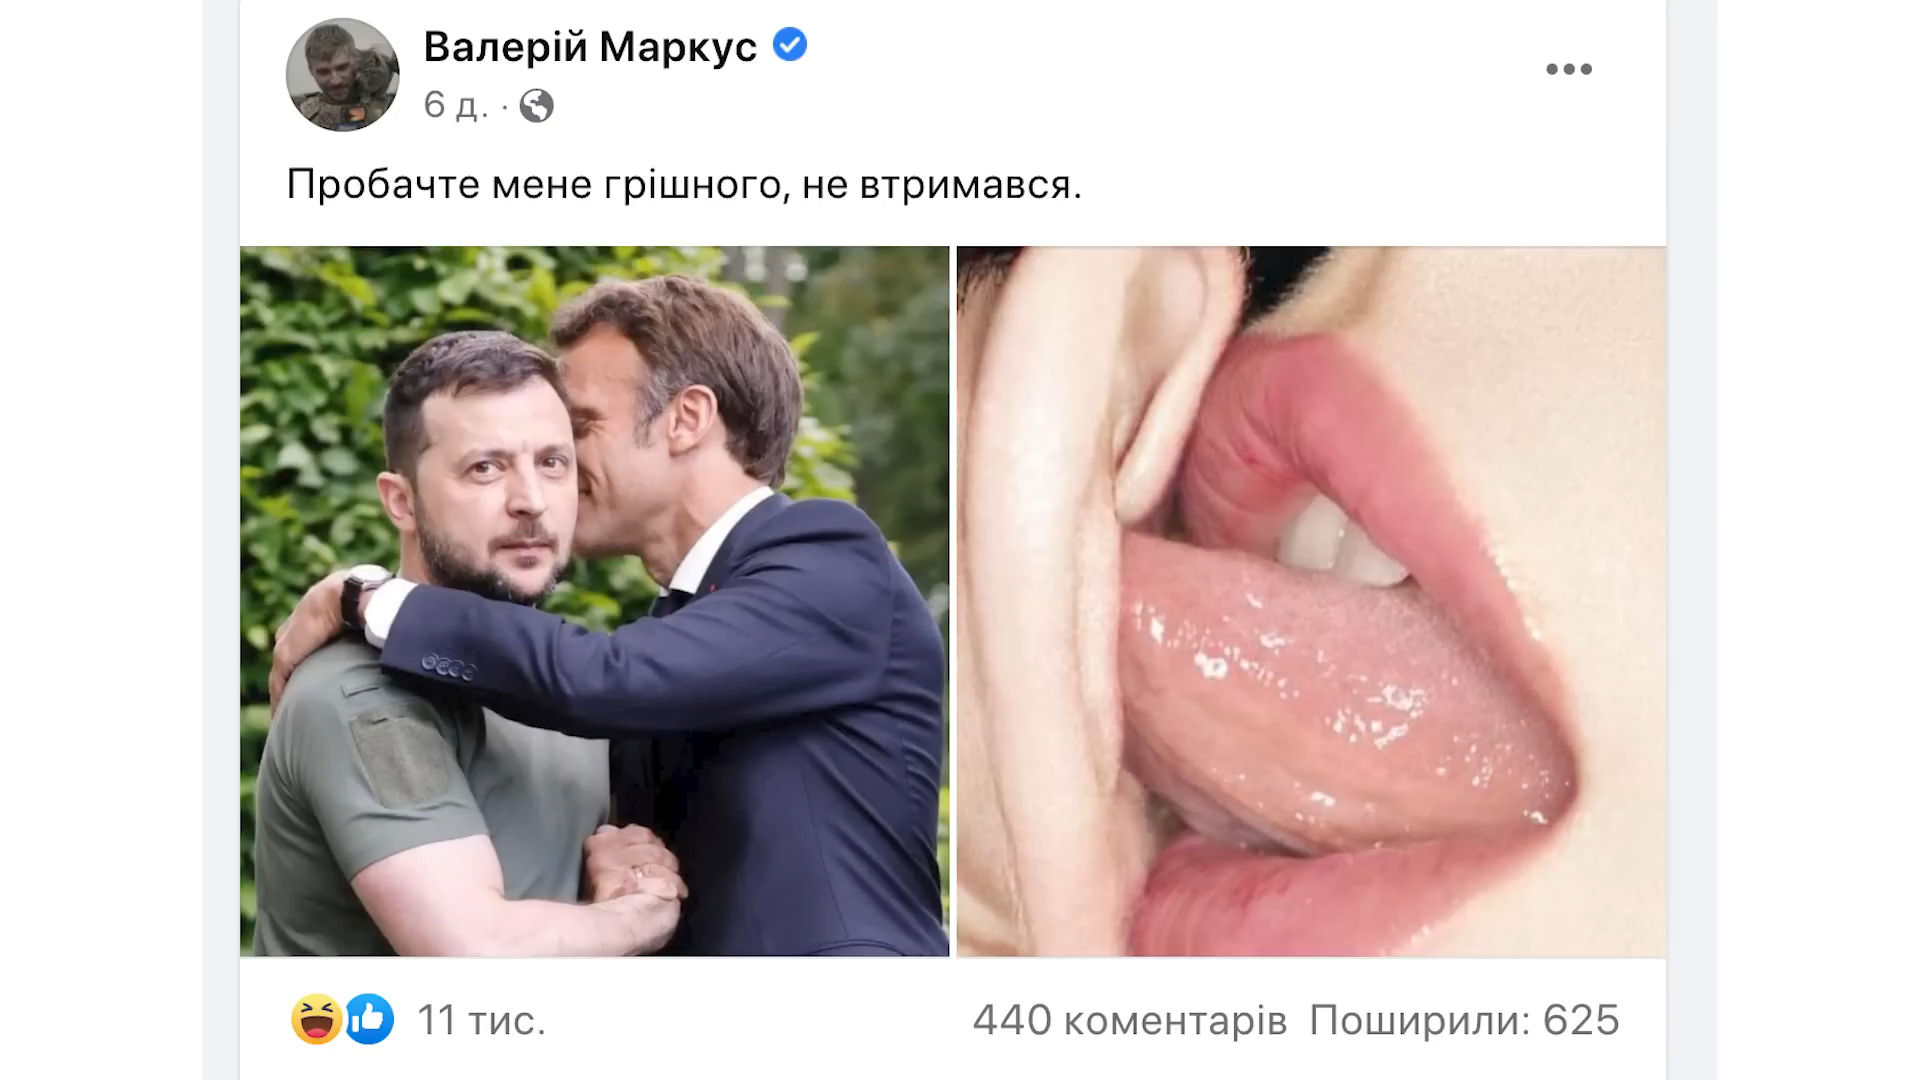 Валерій Маркус
6 д. ·
Пробачте мене грішного, не втримався.
11 тис.
440 коментарів Поширили: 625